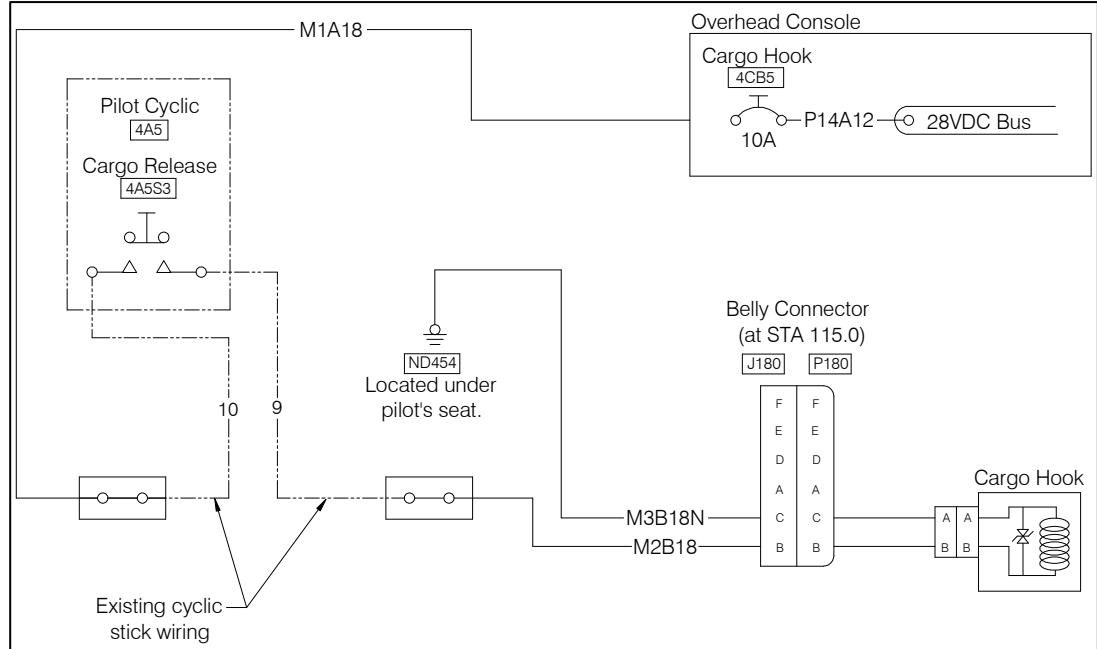 M1A18
Overhead Console
Cargo Hook
4CB5
10A
P14A12
28VDC Bus
Pilot Cyclic
4A5
Cargo Release
4A5S3
ND454
Located under
pilot's seat.
10
9
Belly Connector
(at STA 115.0)
J180 P180
F F
E E
D D
A A
C C
B B
M3B18N
M2B18
Cargo Hook
A A
B B
Existing cyclic
stick wiring